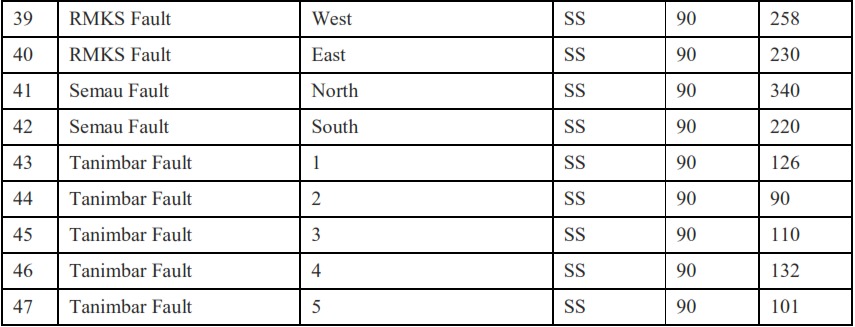 39 RMKS Fault West SS 90 258
40 RMKS Fault East SS 90 230
41 Semau Fault North SS 90 340
42 Semau Fault South SS 90 220
43 Tanimbar Fault 1 SS 90 126
44 Tanimbar Fault 2 SS 90 90
45 Tanimbar Fault 3 SS 90 110
46 Tanimbar Fault 4 SS 90 132
47 Tanimbar Fault 5 SS 90 101